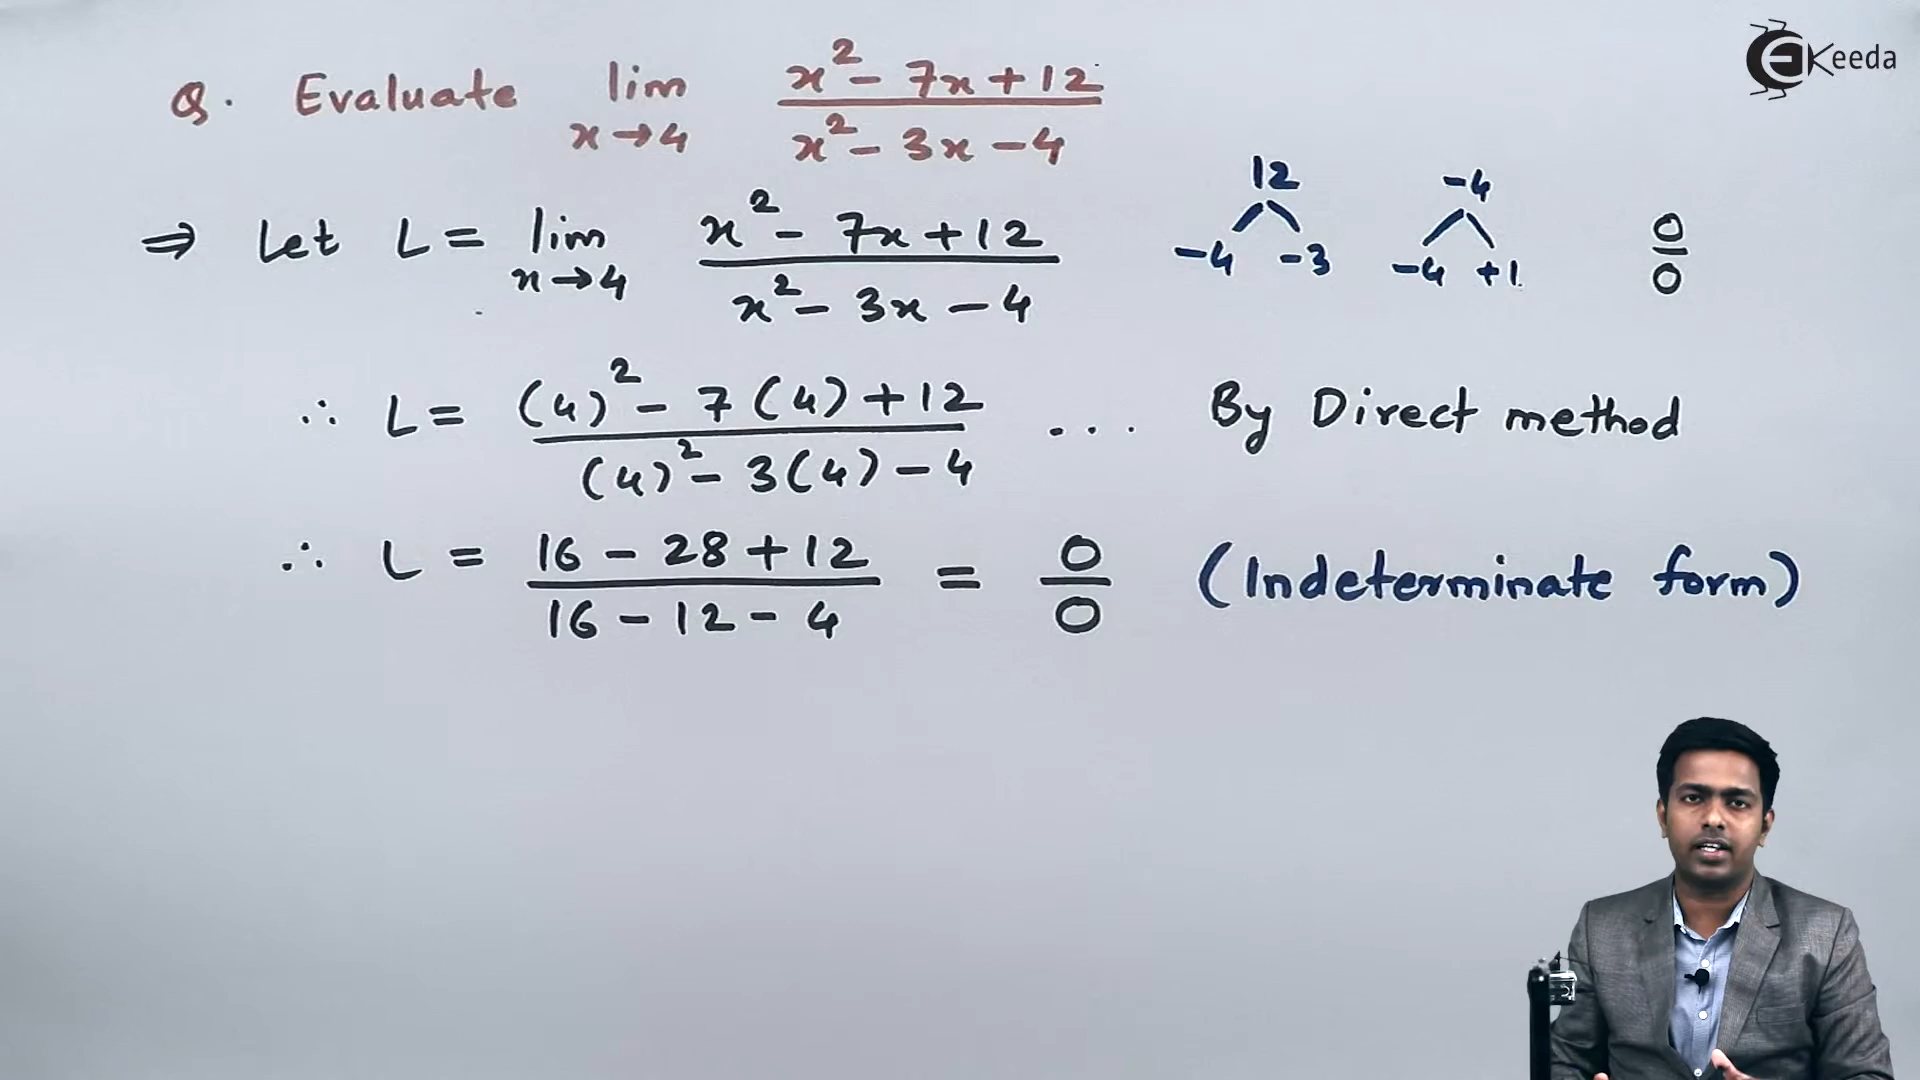 EKeeda
Q. Evaluate lim x→4 (x² - 7x + 12)/(x² - 3x - 4)
12
-4 -3
-4
-4 +1
0/0
⇒ Let L = lim x→4 (x² - 7x + 12)/(x² - 3x - 4)
∴ L = ((4)² - 7(4) + 12)/((4)² - 3(4) - 4) ... By Direct method
∴ L = (16 - 28 + 12)/(16 - 12 - 4) = 0/0 (Indeterminate form)